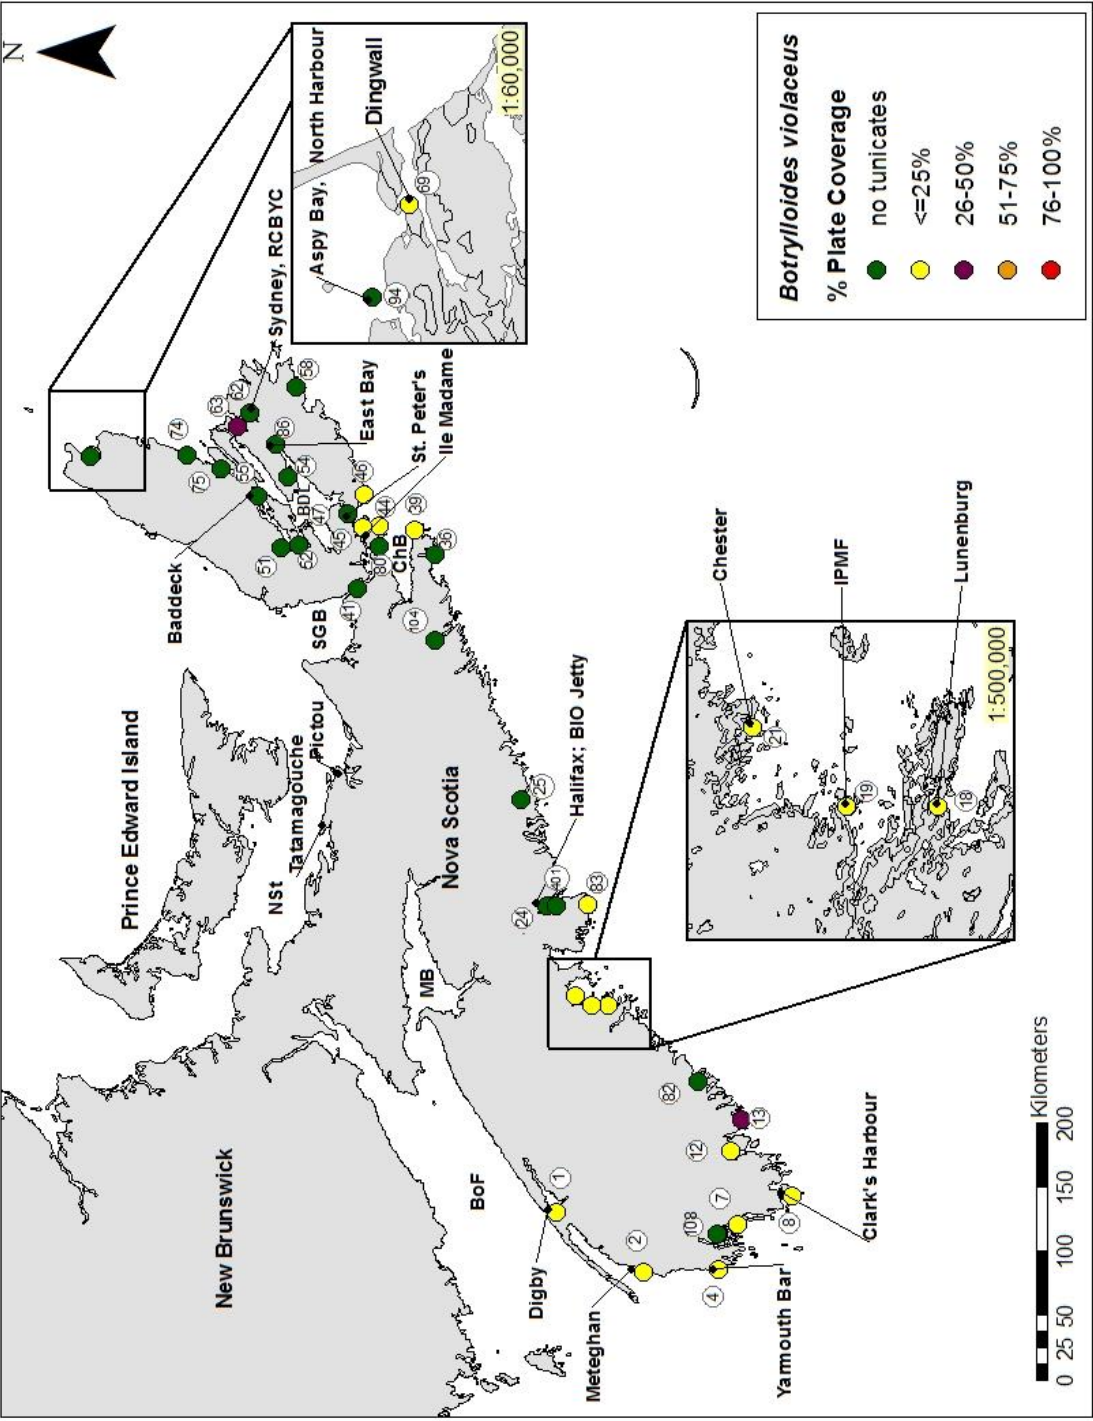 N
Aspy Bay, North Harbour
Dingwall
94
69
1:60,000
74
75
55
63
62
Sydney, RCBYC
58
86
54
East Bay
Baddeck
BDL
51
52
47
46
St. Peter's
Ile Madame
45
44
80
39
ChB
36
41
SGB
104
Prince Edward Island
NSt
Tatamagouche
Pictou
Nova Scotia
25
Halifax; BIO Jetty
24
401
83
New Brunswick
MB
BoF
Digby
1
Meteghan
2
Yarmouth Bar
4
108
7
8
Clark's Harbour
12
13
82
Chester
21
IPMF
19
Lunenburg
18
1:500,000
Botrylloides violaceus
% Plate Coverage
no tunicates
<=25%
26-50%
51-75%
76-100%
0 25 50 100 150 200
Kilometers